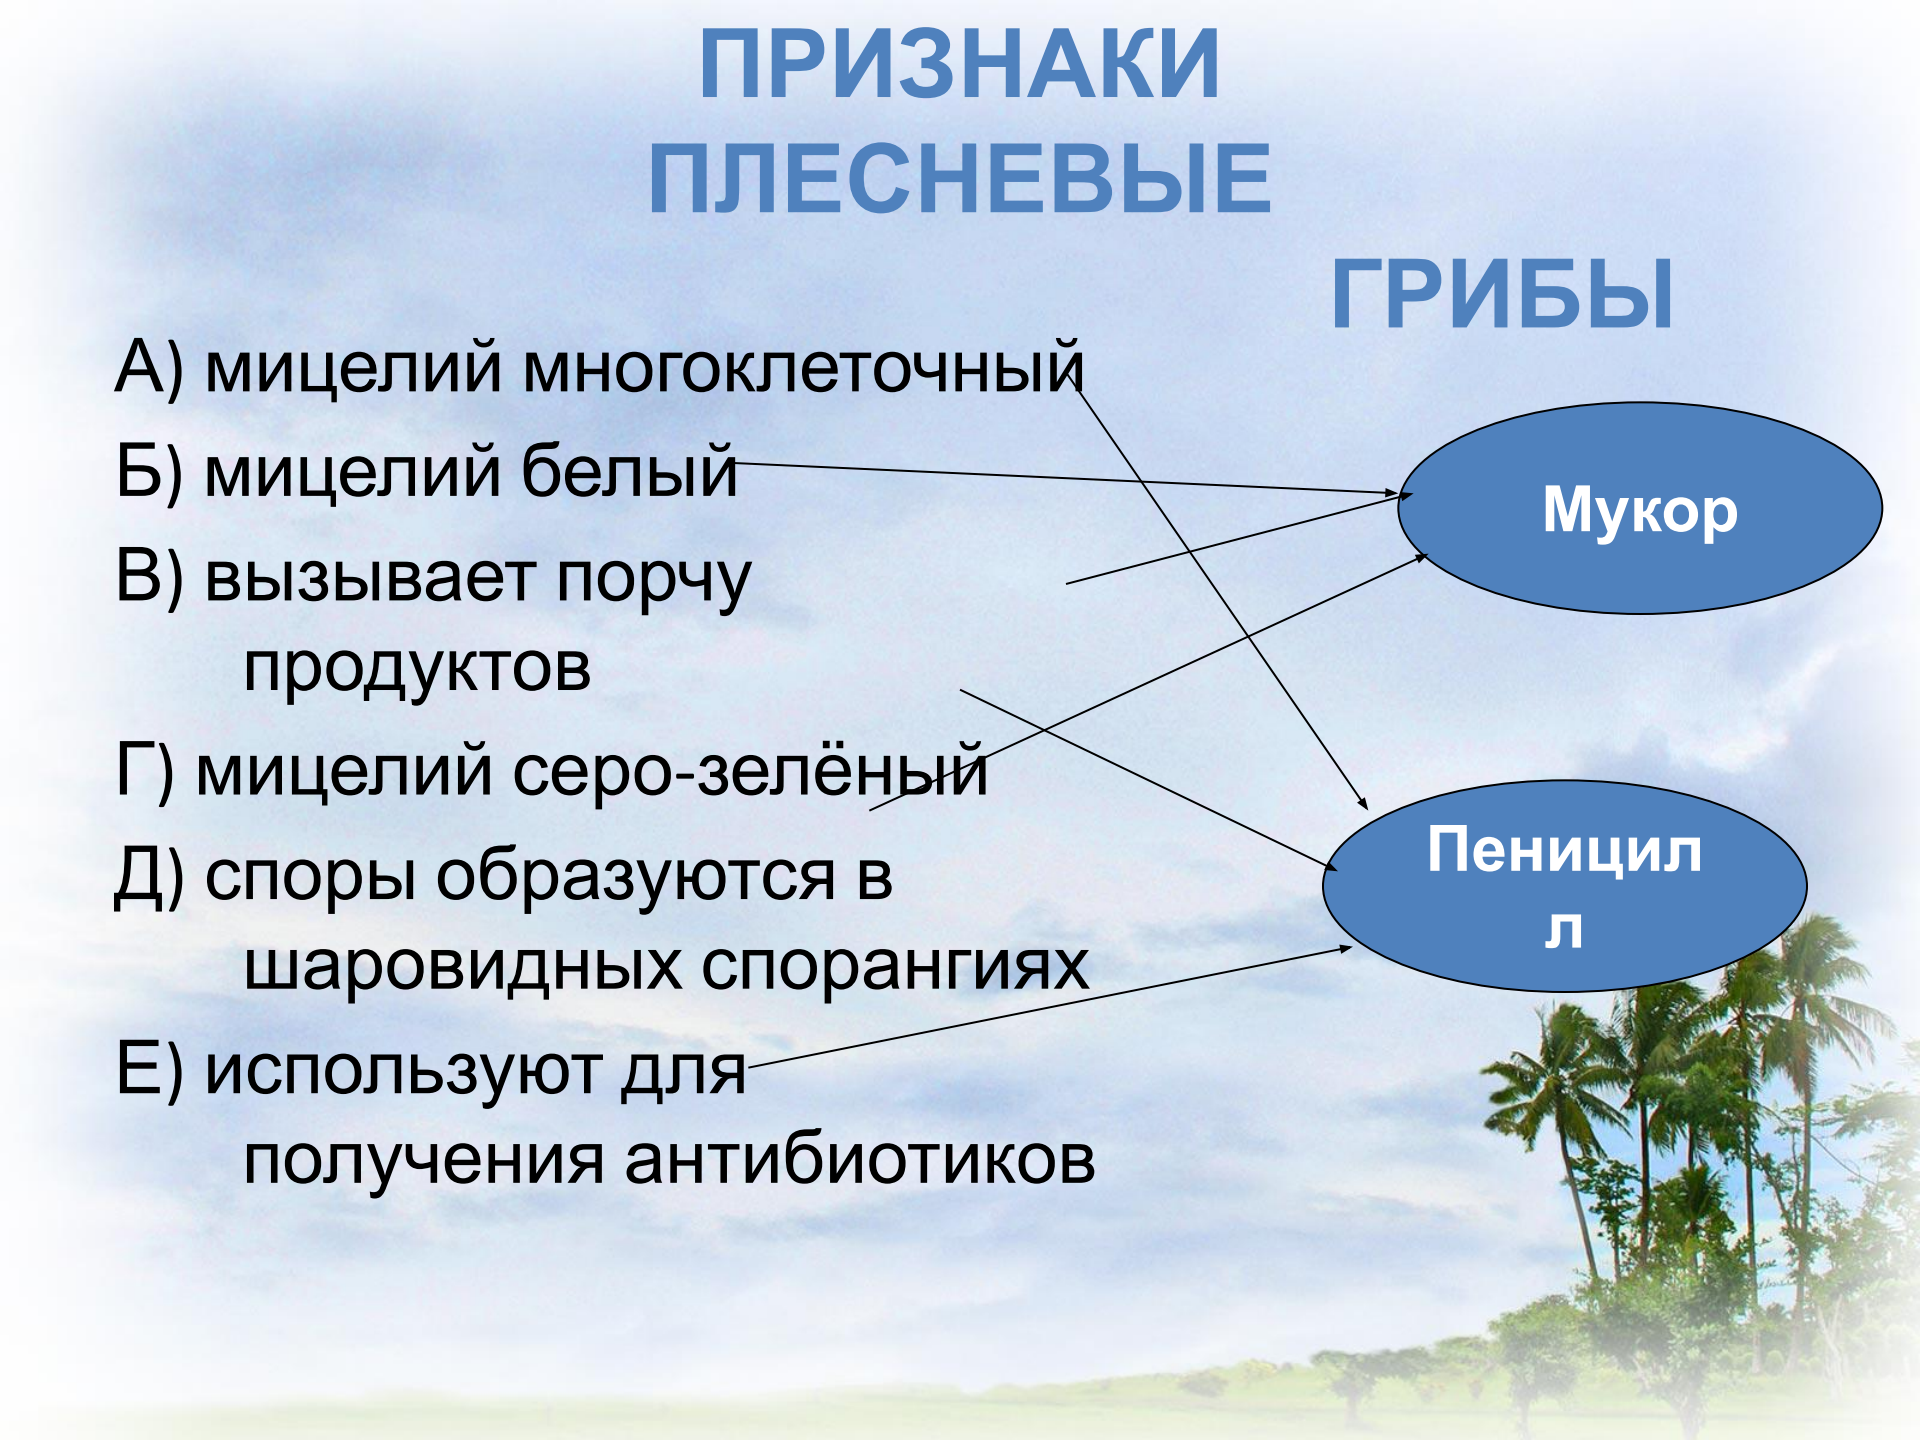 ПРИЗНАКИ
ПЛЕСНЕВЫЕ
ГРИБЫ
А) мицелий многоклеточный
Б) мицелий белый
В) вызывает порчу
продуктов
Г) мицелий серо-зелёный
Д) споры образуются в
шаровидных спорангиях
Е) используют для
получения антибиотиков
Мукор
Пеницил
л